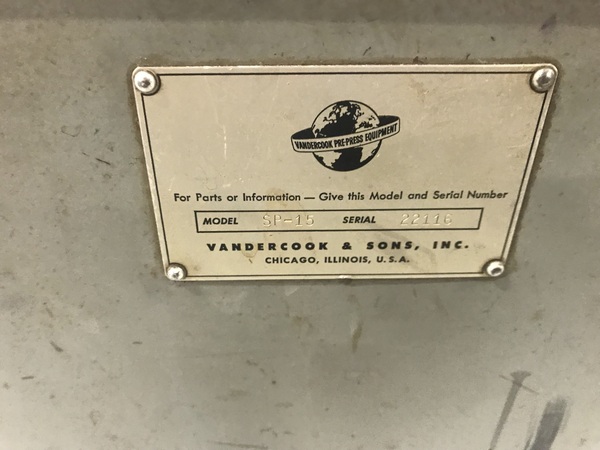 VANDERCOOK PRE-PRESS EQUIPMENT
For Parts or Information — Give this Model and Serial Number
MODEL SP-15 SERIAL 22116
VANDERCOOK & SONS, INC.
CHICAGO, ILLINOIS, U.S.A.